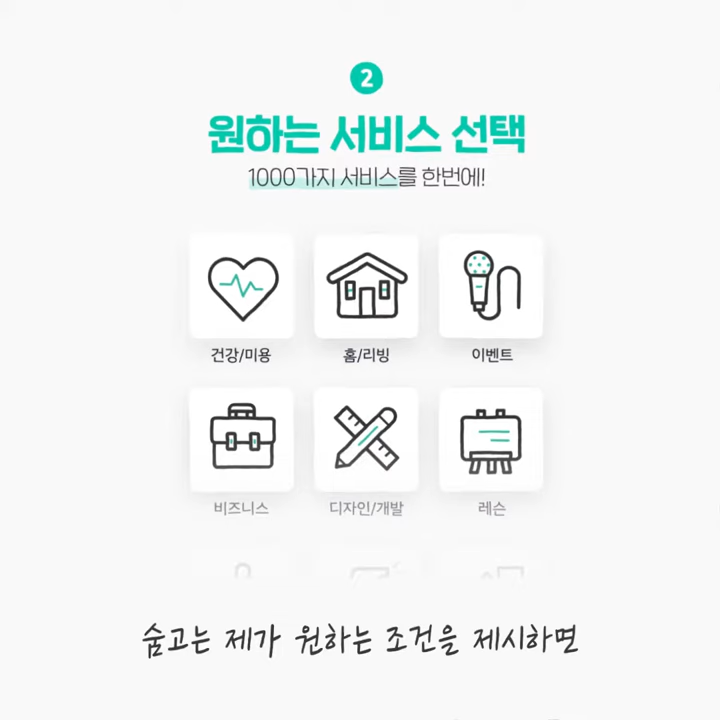 2
원하는 서비스 선택
1000가지 서비스를 한번에!
건강/미용
홈/리빙
이벤트
비즈니스
디자인/개발
레슨
숨고는 제가 원하는 조건을 제시하면